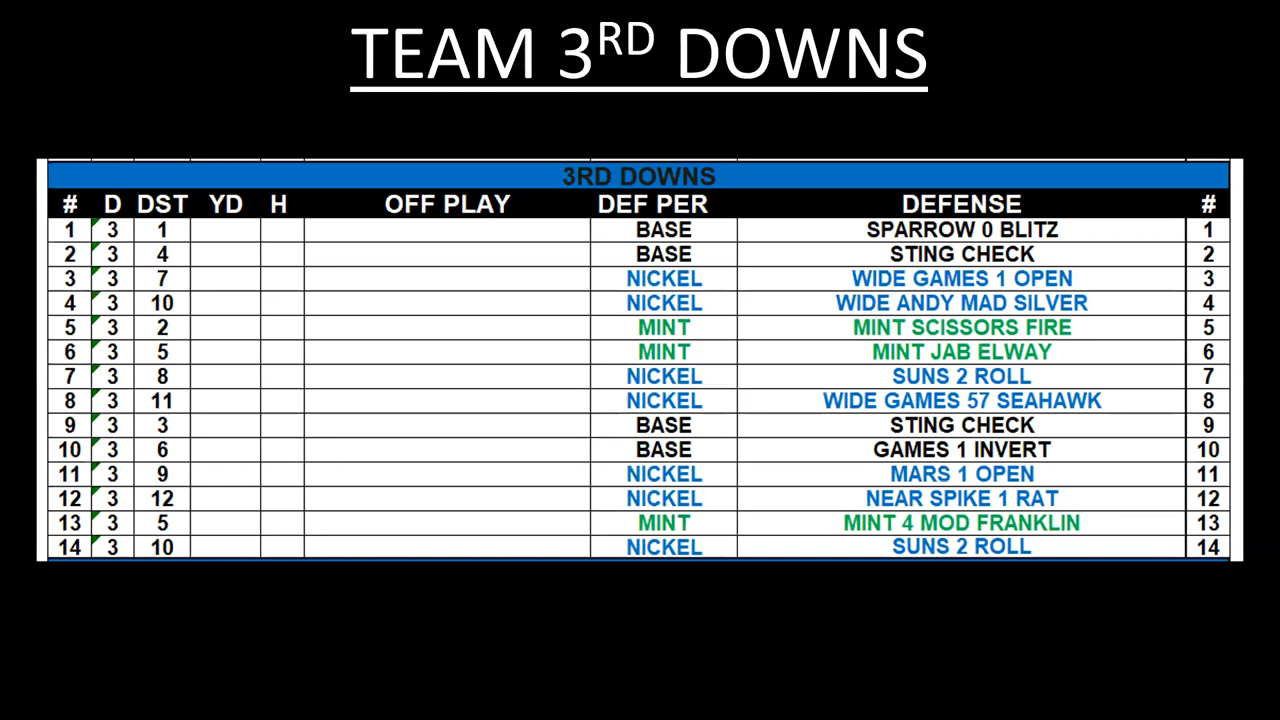 TEAM 3RD DOWNS
3RD DOWNS
# D DST YD H OFF PLAY DEF PER DEFENSE #
1 3 1 BASE SPARROW 0 BLITZ 1
2 3 4 BASE STING CHECK 2
3 3 7 NICKEL WIDE GAMES 1 OPEN 3
4 3 10 NICKEL WIDE ANDY MAD SILVER 4
5 3 2 MINT MINT SCISSORS FIRE 5
6 3 5 MINT MINT JAB ELWAY 6
7 3 8 NICKEL SUNS 2 ROLL 7
8 3 11 NICKEL WIDE GAMES 57 SEAHAWK 8
9 3 3 BASE STING CHECK 9
10 3 6 BASE GAMES 1 INVERT 10
11 3 9 NICKEL MARS 1 OPEN 11
12 3 12 NICKEL NEAR SPIKE 1 RAT 12
13 3 5 MINT MINT 4 MOD FRANKLIN 13
14 3 10 NICKEL SUNS 2 ROLL 14